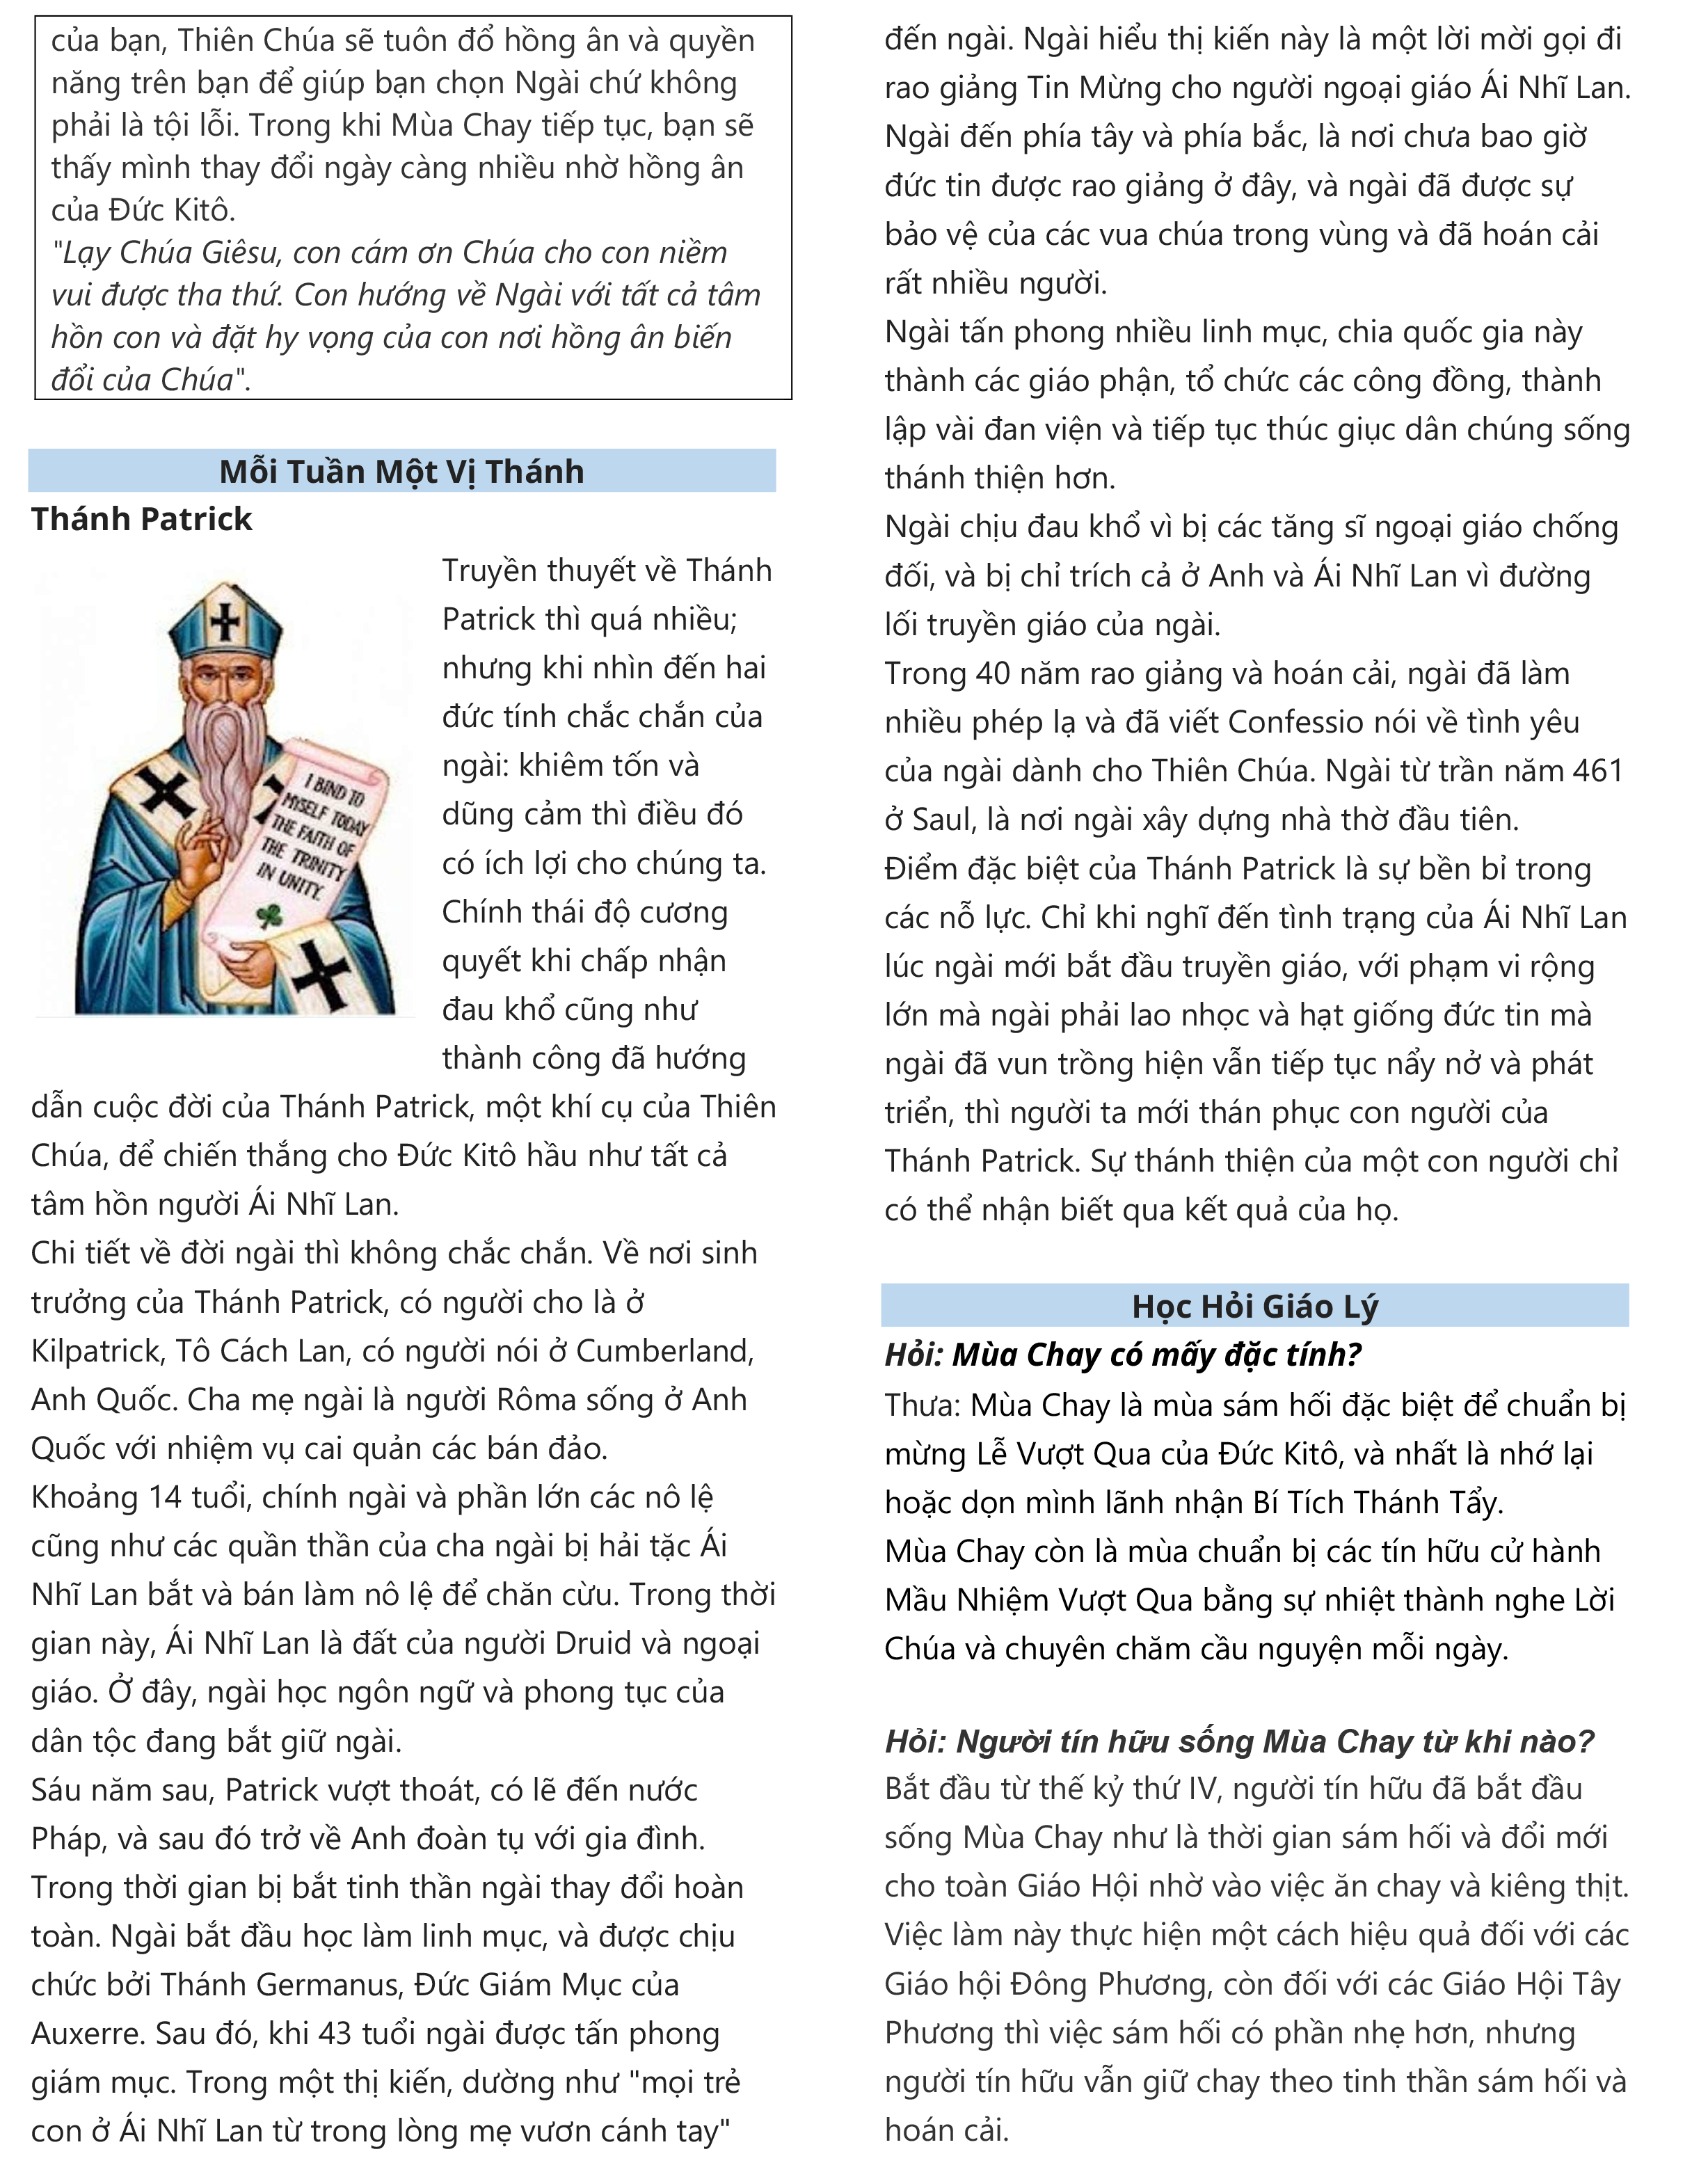 của bạn, Thiên Chúa sẽ tuôn đổ hồng ân và quyền
năng trên bạn để giúp bạn chọn Ngài chứ không
phải là tội lỗi. Trong khi Mùa Chay tiếp tục, bạn sẽ
thấy mình thay đổi ngày càng nhiều nhờ hồng ân
của Đức Kitô.
"Lạy Chúa Giêsu, con cám ơn Chúa cho con niềm
vui được tha thứ. Con hướng về Ngài với tất cả tâm
hồn con và đặt hy vọng của con nơi hồng ân biến
đổi của Chúa".
Mỗi Tuần Một Vị Thánh
Thánh Patrick
I BIND TO
MYSELF TODAY
THE FAITH OF
THE TRINITY
IN UNITY.
Truyền thuyết về Thánh
Patrick thì quá nhiều;
nhưng khi nhìn đến hai
đức tính chắc chắn của
ngài: khiêm tốn và
dũng cảm thì điều đó
có ích lợi cho chúng ta.
Chính thái độ cương
quyết khi chấp nhận
đau khổ cũng như
thành công đã hướng
dẫn cuộc đời của Thánh Patrick, một khí cụ của Thiên
Chúa, để chiến thắng cho Đức Kitô hầu như tất cả
tâm hồn người Ái Nhĩ Lan.
Chi tiết về đời ngài thì không chắc chắn. Về nơi sinh
trưởng của Thánh Patrick, có người cho là ở
Kilpatrick, Tô Cách Lan, có người nói ở Cumberland,
Anh Quốc. Cha mẹ ngài là người Rôma sống ở Anh
Quốc với nhiệm vụ cai quản các bán đảo.
Khoảng 14 tuổi, chính ngài và phần lớn các nô lệ
cũng như các quần thần của cha ngài bị hải tặc Ái
Nhĩ Lan bắt và bán làm nô lệ để chăn cừu. Trong thời
gian này, Ái Nhĩ Lan là đất của người Druid và ngoại
giáo. Ở đây, ngài học ngôn ngữ và phong tục của
dân tộc đang bắt giữ ngài.
Sáu năm sau, Patrick vượt thoát, có lẽ đến nước
Pháp, và sau đó trở về Anh đoàn tụ với gia đình.
Trong thời gian bị bắt tinh thần ngài thay đổi hoàn
toàn. Ngài bắt đầu học làm linh mục, và được chịu
chức bởi Thánh Germanus, Đức Giám Mục của
Auxerre. Sau đó, khi 43 tuổi ngài được tấn phong
giám mục. Trong một thị kiến, dường như "mọi trẻ
con ở Ái Nhĩ Lan từ trong lòng mẹ vươn cánh tay"
đến ngài. Ngài hiểu thị kiến này là một lời mời gọi đi
rao giảng Tin Mừng cho người ngoại giáo Ái Nhĩ Lan.
Ngài đến phía tây và phía bắc, là nơi chưa bao giờ
đức tin được rao giảng ở đây, và ngài đã được sự
bảo vệ của các vua chúa trong vùng và đã hoán cải
rất nhiều người.
Ngài tấn phong nhiều linh mục, chia quốc gia này
thành các giáo phận, tổ chức các công đồng, thành
lập vài đan viện và tiếp tục thúc giục dân chúng sống
thánh thiện hơn.
Ngài chịu đau khổ vì bị các tăng sĩ ngoại giáo chống
đối, và bị chỉ trích cả ở Anh và Ái Nhĩ Lan vì đường
lối truyền giáo của ngài.
Trong 40 năm rao giảng và hoán cải, ngài đã làm
nhiều phép lạ và đã viết Confessio nói về tình yêu
của ngài dành cho Thiên Chúa. Ngài từ trần năm 461
ở Saul, là nơi ngài xây dựng nhà thờ đầu tiên.
Điểm đặc biệt của Thánh Patrick là sự bền bỉ trong
các nỗ lực. Chỉ khi nghĩ đến tình trạng của Ái Nhĩ Lan
lúc ngài mới bắt đầu truyền giáo, với phạm vi rộng
lớn mà ngài phải lao nhọc và hạt giống đức tin mà
ngài đã vun trồng hiện vẫn tiếp tục nẩy nở và phát
triển, thì người ta mới thán phục con người của
Thánh Patrick. Sự thánh thiện của một con người chỉ
có thể nhận biết qua kết quả của họ.
Học Hỏi Giáo Lý
Hỏi: Mùa Chay có mấy đặc tính?
Thưa: Mùa Chay là mùa sám hối đặc biệt để chuẩn bị
mừng Lễ Vượt Qua của Đức Kitô, và nhất là nhớ lại
hoặc dọn mình lãnh nhận Bí Tích Thánh Tẩy.
Mùa Chay còn là mùa chuẩn bị các tín hữu cử hành
Mầu Nhiệm Vượt Qua bằng sự nhiệt thành nghe Lời
Chúa và chuyên chăm cầu nguyện mỗi ngày.
Hỏi: Người tín hữu sống Mùa Chay từ khi nào?
Bắt đầu từ thế kỷ thứ IV, người tín hữu đã bắt đầu
sống Mùa Chay như là thời gian sám hối và đổi mới
cho toàn Giáo Hội nhờ vào việc ăn chay và kiêng thịt.
Việc làm này thực hiện một cách hiệu quả đối với các
Giáo hội Đông Phương, còn đối với các Giáo Hội Tây
Phương thì việc sám hối có phần nhẹ hơn, nhưng
người tín hữu vẫn giữ chay theo tinh thần sám hối và
hoán cải.